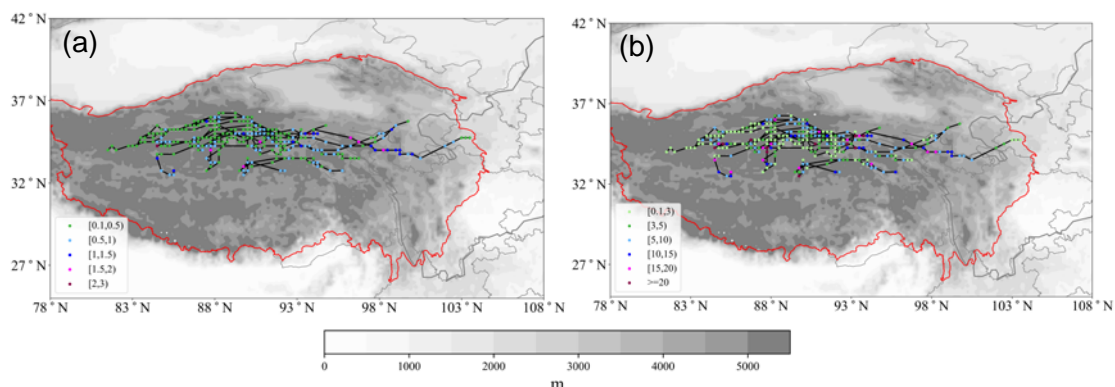 42°N
(a)
37°N
32°N
[0.1,0.5)
[0.5,1)
[1,1.5)
[1.5,2)
[2,3)
27°N
78°N 83°N 88°N 93°N 98°N 103°N 108°N
42°N
(b)
37°N
32°N
[0.1,3)
[3,5)
[5,10)
[10,15)
[15,20)
>=20
27°N
78°N 83°N 88°N 93°N 98°N 103°N 108°N
0 1000 2000 3000 4000 5000
m